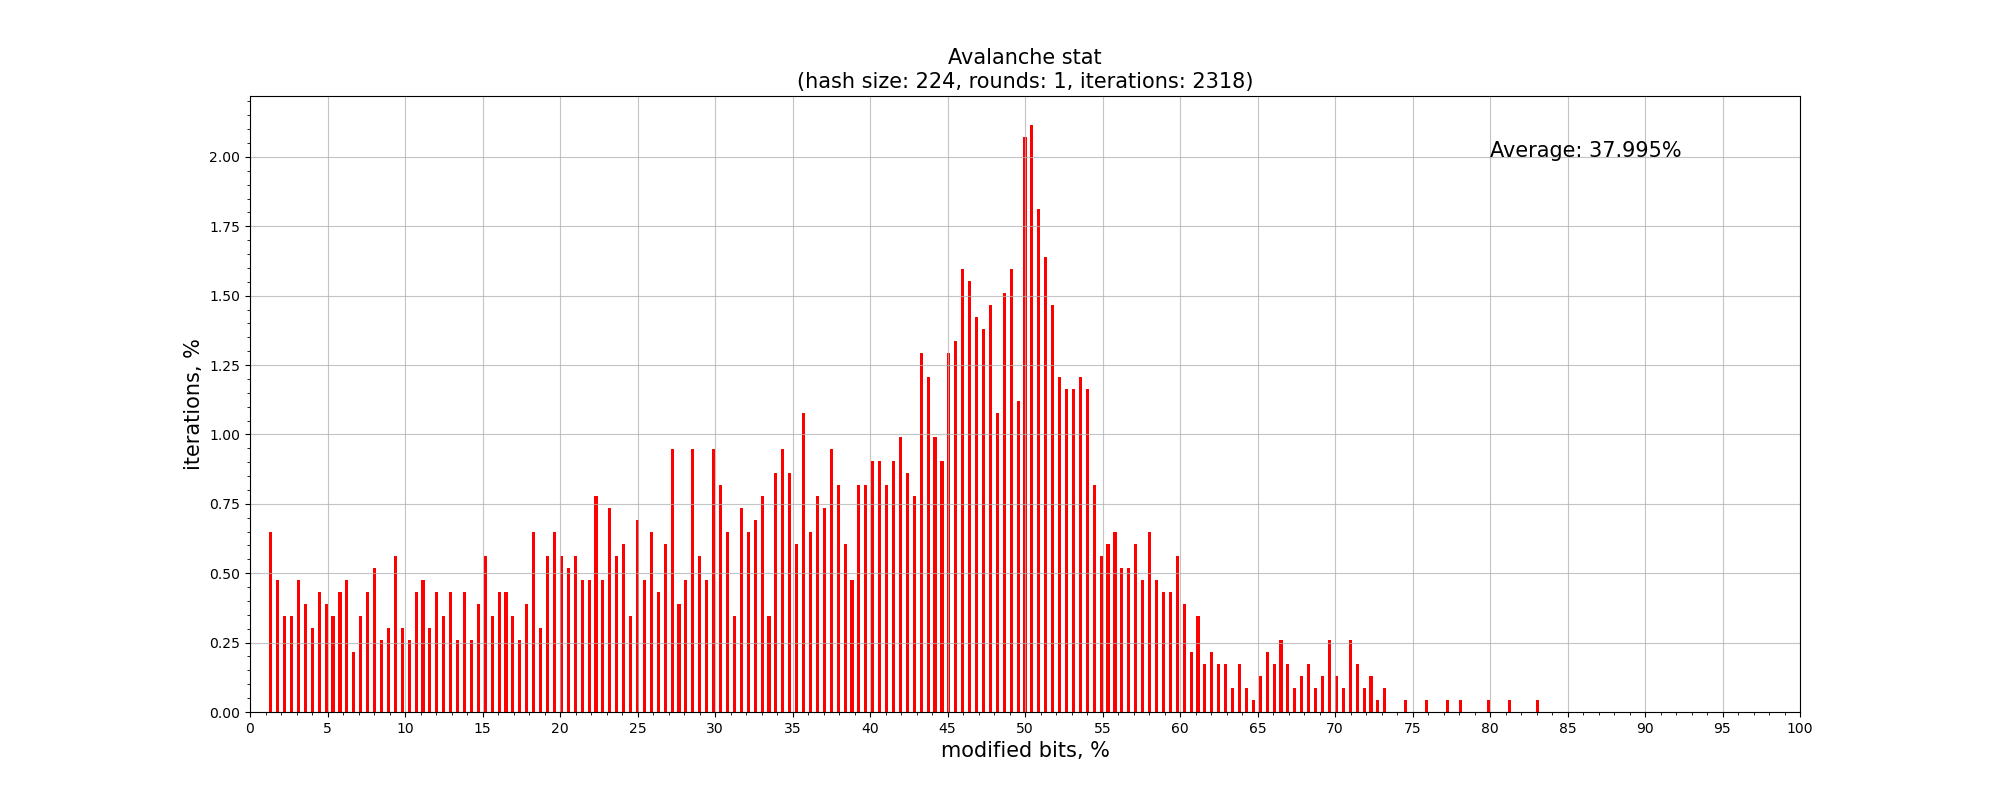 Avalanche stat
(hash size: 224, rounds: 1, iterations: 2318)
Average: 37.995%
iterations, %
2.00
1.75
1.50
1.25
1.00
0.75
0.50
0.25
0.00
0 5 10 15 20 25 30 35 40 45 50 55 60 65 70 75 80 85 90 95 100
modified bits, %